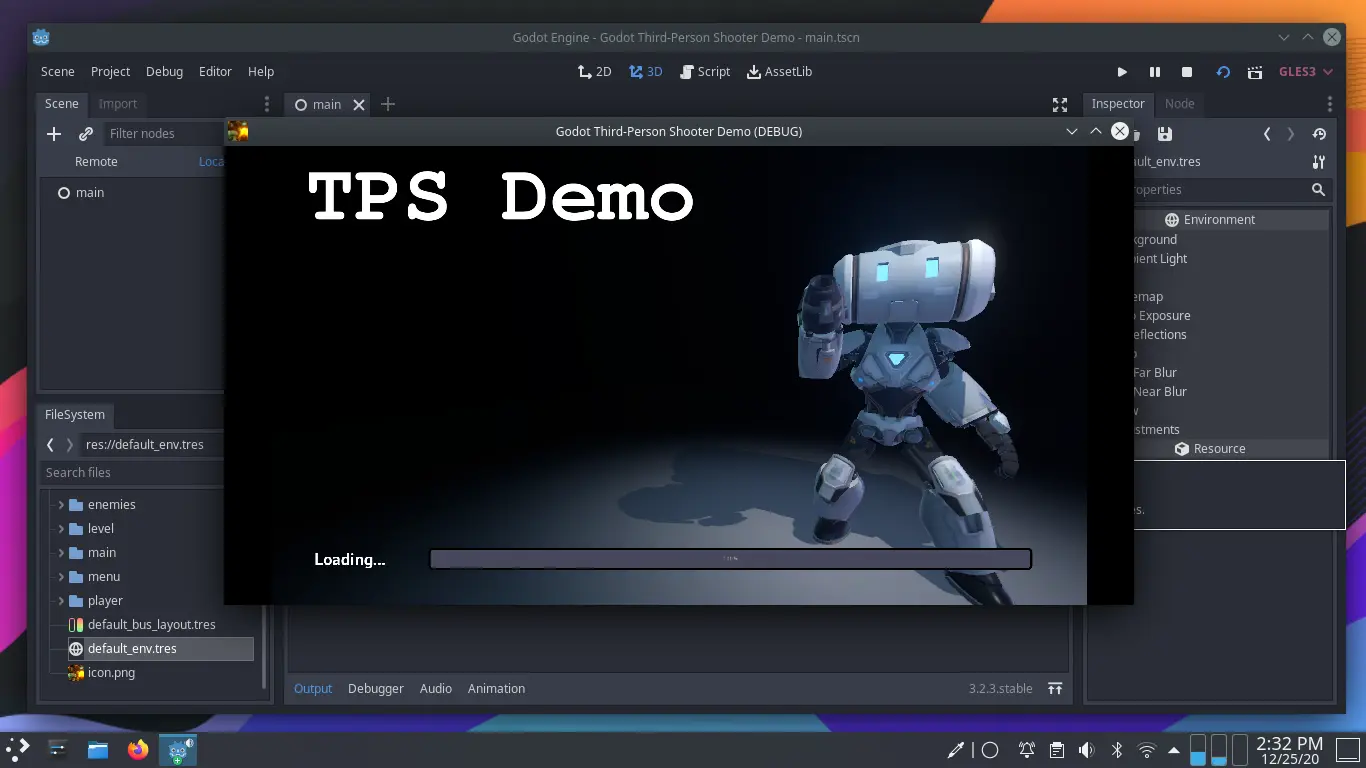 Godot Engine - Godot Third-Person Shooter Demo - main.tscn
Scene Project Debug Editor Help
2D 3D Script AssetLib
GLES3
Scene Import
main
Inspector Node
Filter nodes
Godot Third-Person Shooter Demo (DEBUG)
Remote Loca
ult_env.tres
main
roperties
TPS Demo
Environment
kground
bient Light
emap
o Exposure
eflections
Far Blur
Near Blur
w
ustments
Resource
es.
FileSystem
res://default_env.tres
Search files
enemies
level
main
menu
player
default_bus_layout.tres
default_env.tres
icon.png
Loading...
Output Debugger Audio Animation
3.2.3.stable
2:32 PM
12/25/20